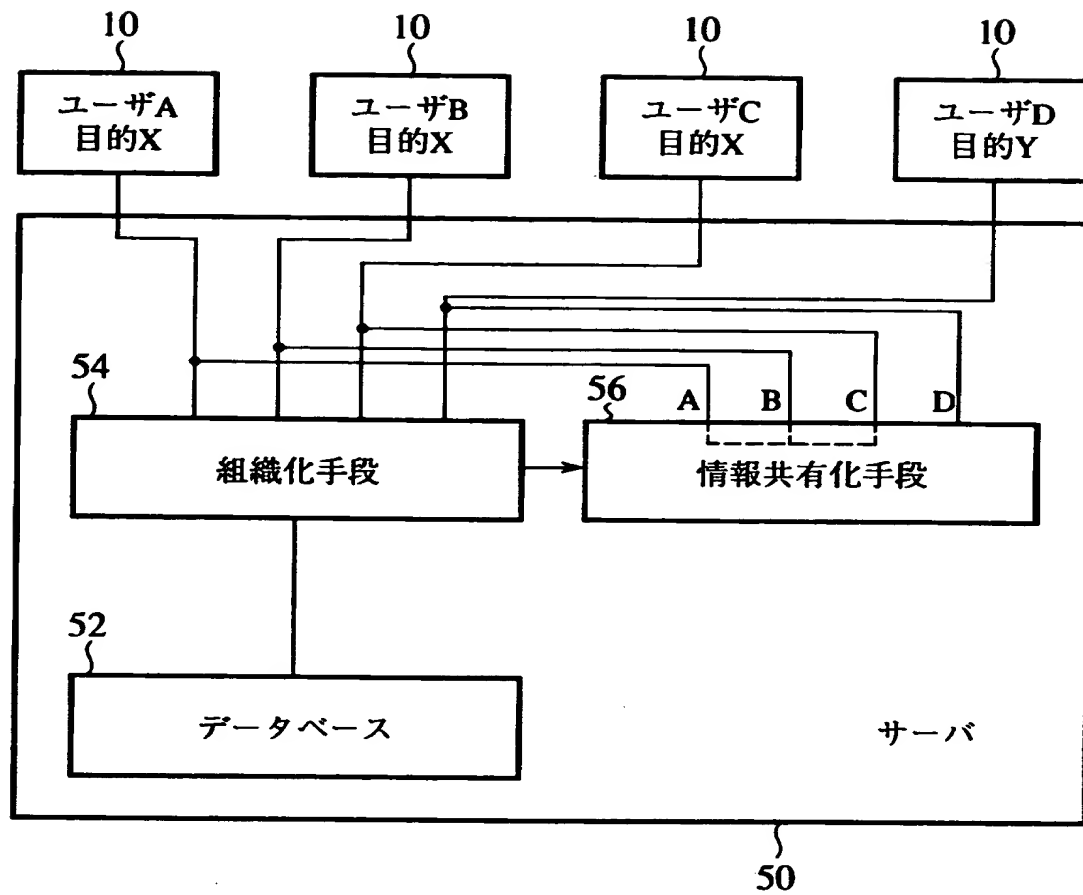 10
10
10
10
ユーザA
目的X
ユーザB
目的X
ユーザC
目的X
ユーザD
目的Y
54
56
A
B
C
D
組織化手段
情報共有化手段
52
データベース
サーバ
50